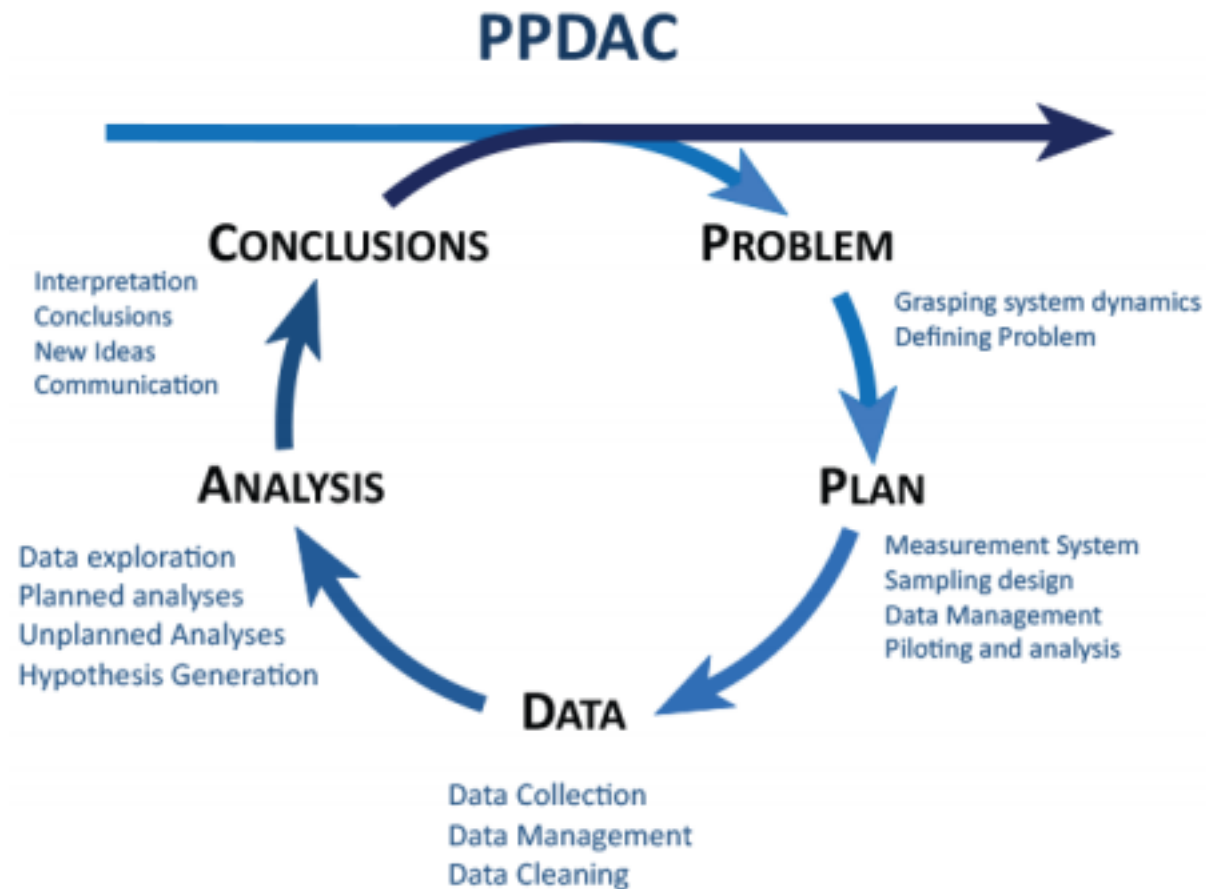 PPDAC
CONCLUSIONS
PROBLEM
Interpretation
Conclusions
New Ideas
Communication
Grasping system dynamics
Defining Problem
ANALYSIS
PLAN
Data exploration
Planned analyses
Unplanned Analyses
Hypothesis Generation
Measurement System
Sampling design
Data Management
Piloting and analysis
DATA
Data Collection
Data Management
Data Cleaning